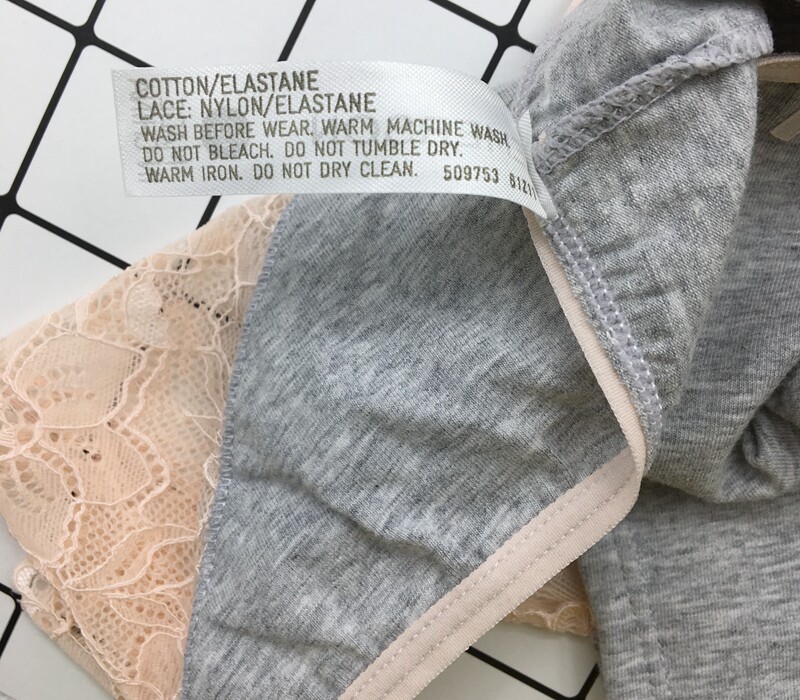 COTTON/ELASTANE
LACE: NYLON/ELASTANE
WASH BEFORE WEAR. WARM MACHINE WASH.
DO NOT BLEACH. DO NOT TUMBLE DRY.
WARM IRON. DO NOT DRY CLEAN. 509753